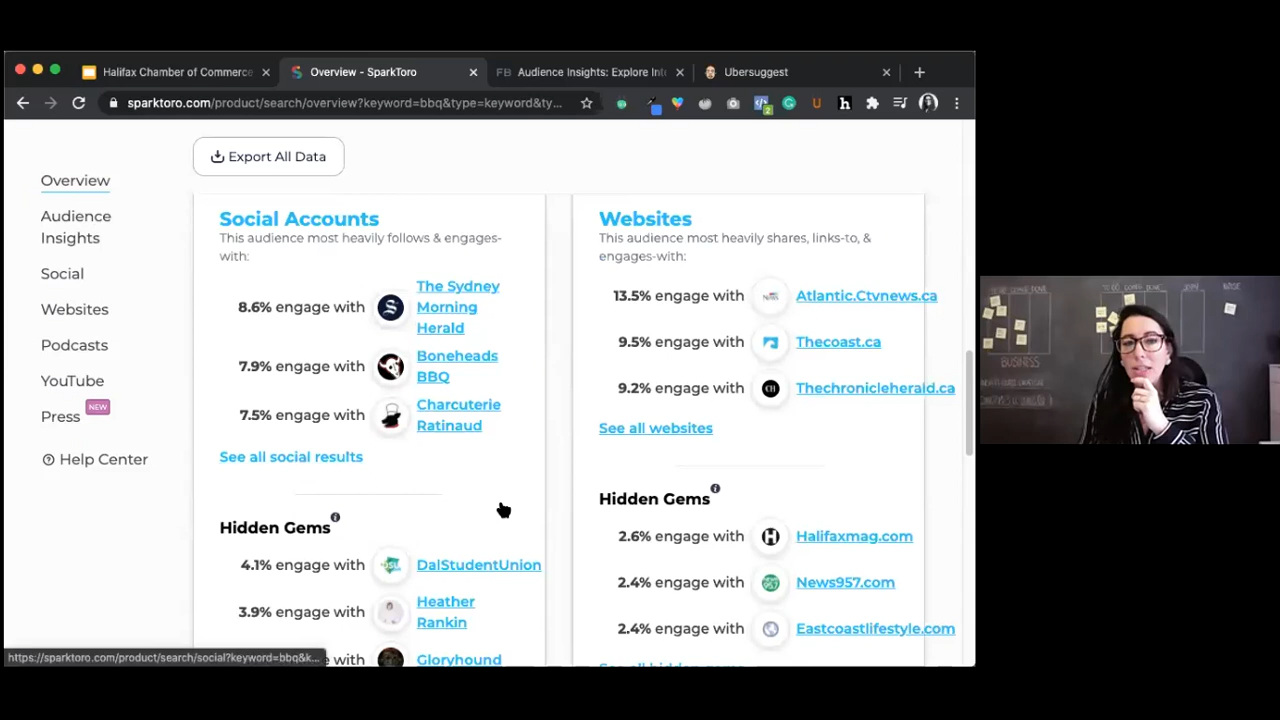 Halifax Chamber of Commerce
Overview - SparkToro
FB Audience Insights: Explore Inte
Ubersuggest
sparktoro.com/product/search/overview?keyword=bbq&type=keyword&ty...
Export All Data
Overview
Audience
Insights
Social
Websites
Podcasts
YouTube
Press NEW
Help Center
Social Accounts
This audience most heavily follows & engages-
with:
8.6% engage with
The Sydney
Morning
Herald
7.9% engage with
Boneheads
BBQ
7.5% engage with
Charcuterie
Ratinaud
See all social results
Hidden Gems
4.1% engage with DalStudentUnion
3.9% engage with
Heather
Rankin
with Gloryhound
Websites
This audience most heavily shares, links-to, &
engages-with:
13.5% engage with Atlantic.Ctvnews.ca
9.5% engage with Thecoast.ca
9.2% engage with Thechronicleherald.ca
See all websites
Hidden Gems
2.6% engage with Halifaxmag.com
2.4% engage with News957.com
2.4% engage with Eastcoastlifestyle.com
https://sparktoro.com/product/search/social?keyword=bbq&k...
BUSINESS